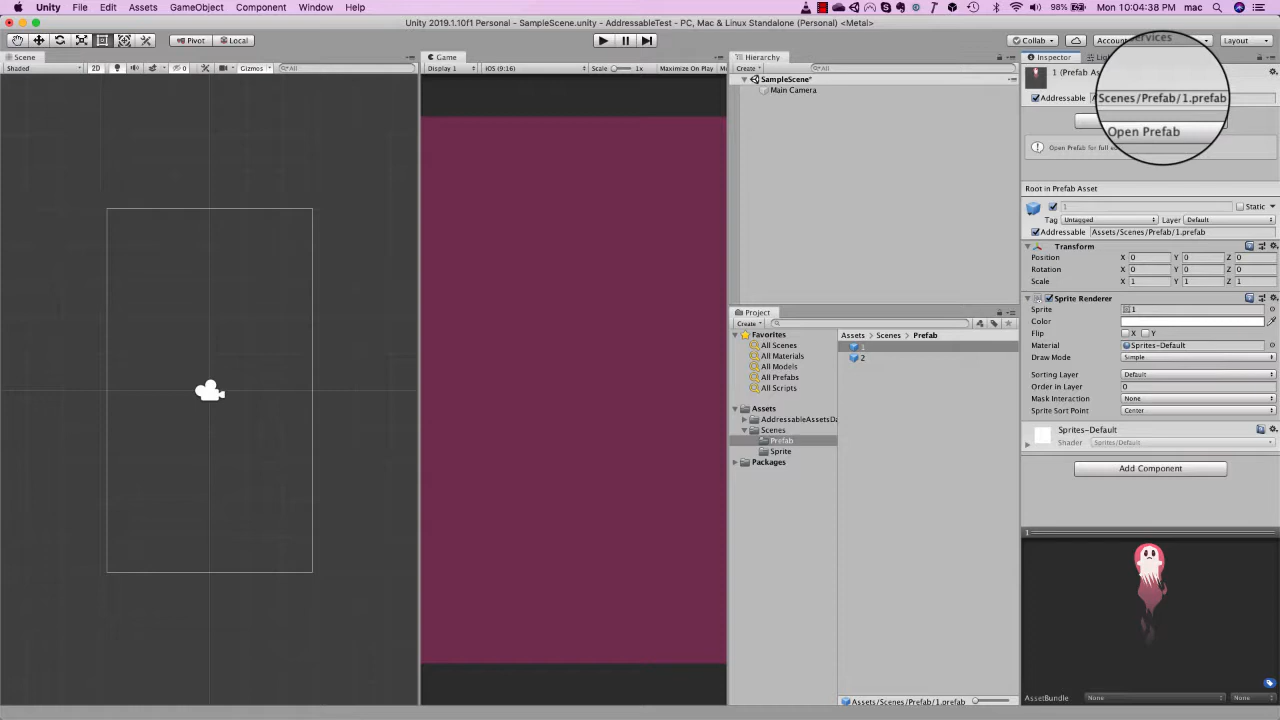 Unity File Edit Assets GameObject Component Window Help 98% Thu 10:04:38 PM mac
Unity 2019.1.10f1 Personal - SampleScene.unity - AddressableTest - PC, Mac & Linux Standalone (Personal) <Metal>
Pivot Local Collab Account Layout
ervices
Scene Game Hierarchy Inspector
Shaded 2D 0 Gizmos All Display 1 iOS (9:16) Scale 1x Maximize On Play Create All
1 (Prefab As
SampleScene*
Main Camera
Addressable Scenes/Prefab/1.prefab
Open Prefab
Open Prefab for full
Root in Prefab Asset
1 Static
Tag Untagged Layer Default
Addressable Assets/Scenes/Prefab/1.prefab
Transform
Position X 0 Y 0 Z 0
Rotation X 0 Y 0 Z 0
Scale X 1 Y 1 Z 1
Sprite Renderer
Sprite 1
Color
Flip X Y
Material Sprites-Default
Draw Mode Simple
Sorting Layer Default
Order in Layer 0
Mask Interaction None
Sprite Sort Point Center
Sprites-Default
Shader Sprites/Default
Add Component
1
AssetBundle None None
Project
Create
Favorites
All Scenes
All Materials
All Models
All Prefabs
All Scripts
Assets
AddressableAssetsDa
Scenes
Prefab
Sprite
Packages
Assets Scenes Prefab
1
2
Assets/Scenes/Prefab/1.prefab